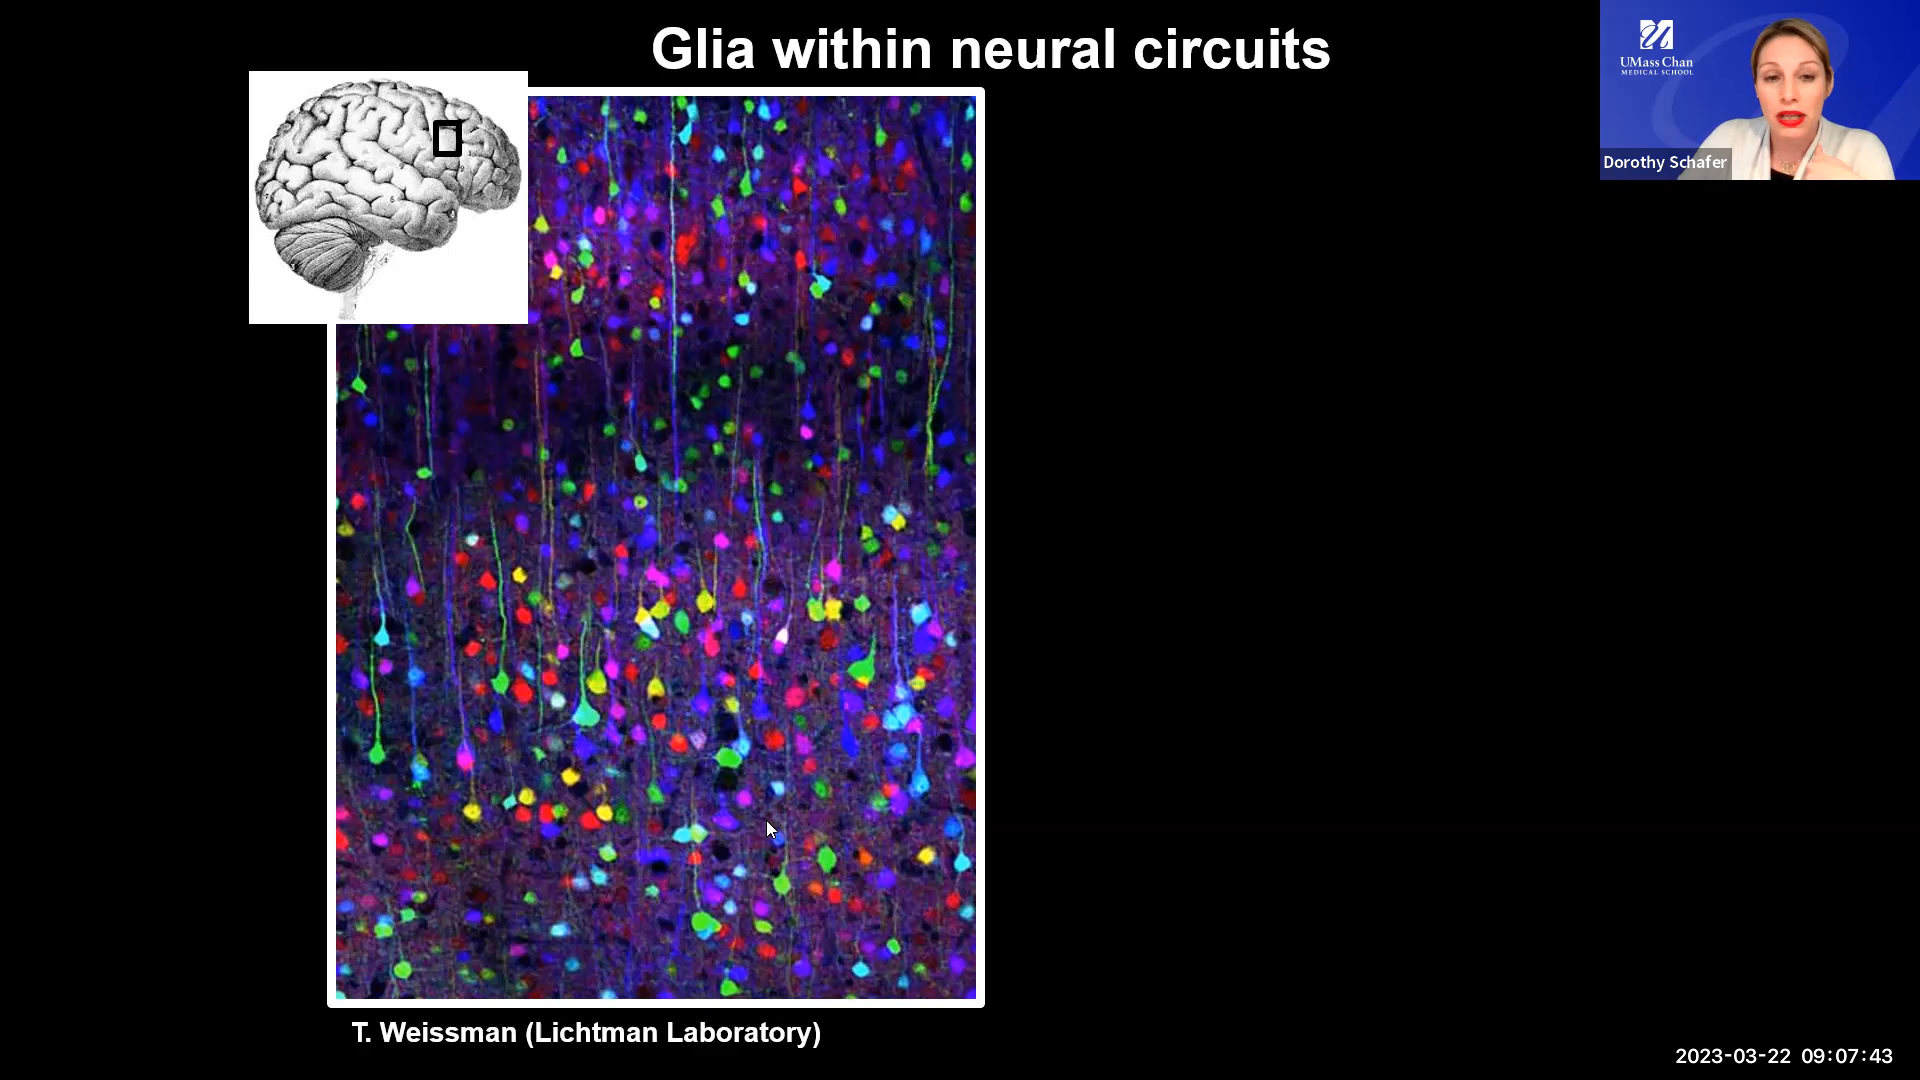 Glia within neural circuits
UMass Chan
MEDICAL SCHOOL
Dorothy Schafer
T. Weissman (Lichtman Laboratory)
2023-03-22 09:07:43